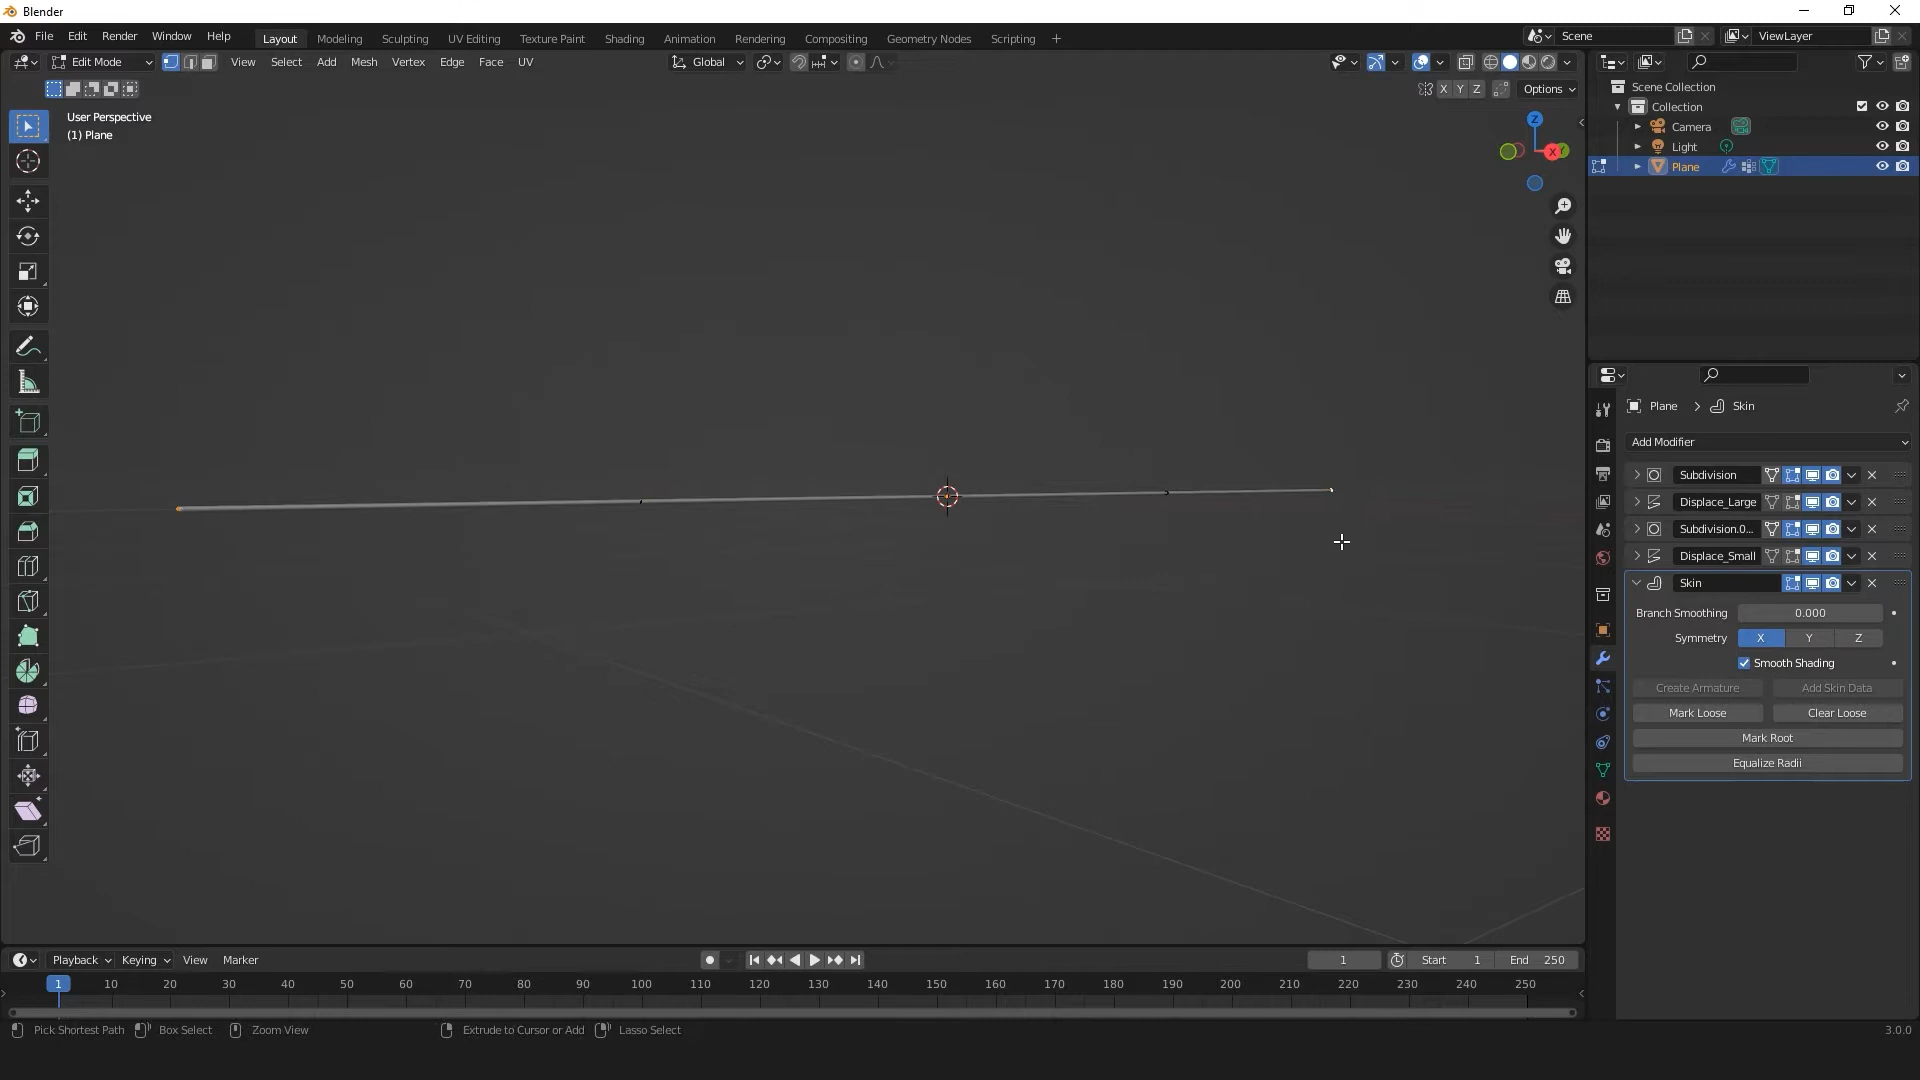 Blender
File Edit Render Window Help
Layout Modeling Sculpting UV Editing Texture Paint Shading Animation Rendering Compositing Geometry Nodes Scripting +
Scene
ViewLayer
Edit Mode
View Select Add Mesh Vertex Edge Face UV
Global
X Y Z
Options
User Perspective
(1) Plane
Z
X
Y
Scene Collection
Collection
Camera
Light
Plane
Plane > Skin
Add Modifier
Subdivision
Displace_Large
Subdivision.0...
Displace_Small
Skin
Branch Smoothing 0.000
Symmetry X Y Z
Smooth Shading
Create Armature Add Skin Data
Mark Loose Clear Loose
Mark Root
Equalize Radii
Playback Keying View Marker
1
Start 1
End 250
1 10 20 30 40 50 60 70 80 90 100 110 120 130 140 150 160 170 180 190 200 210 220 230 240 250
Pick Shortest Path Box Select Zoom View Extrude to Cursor or Add Lasso Select
3.0.0